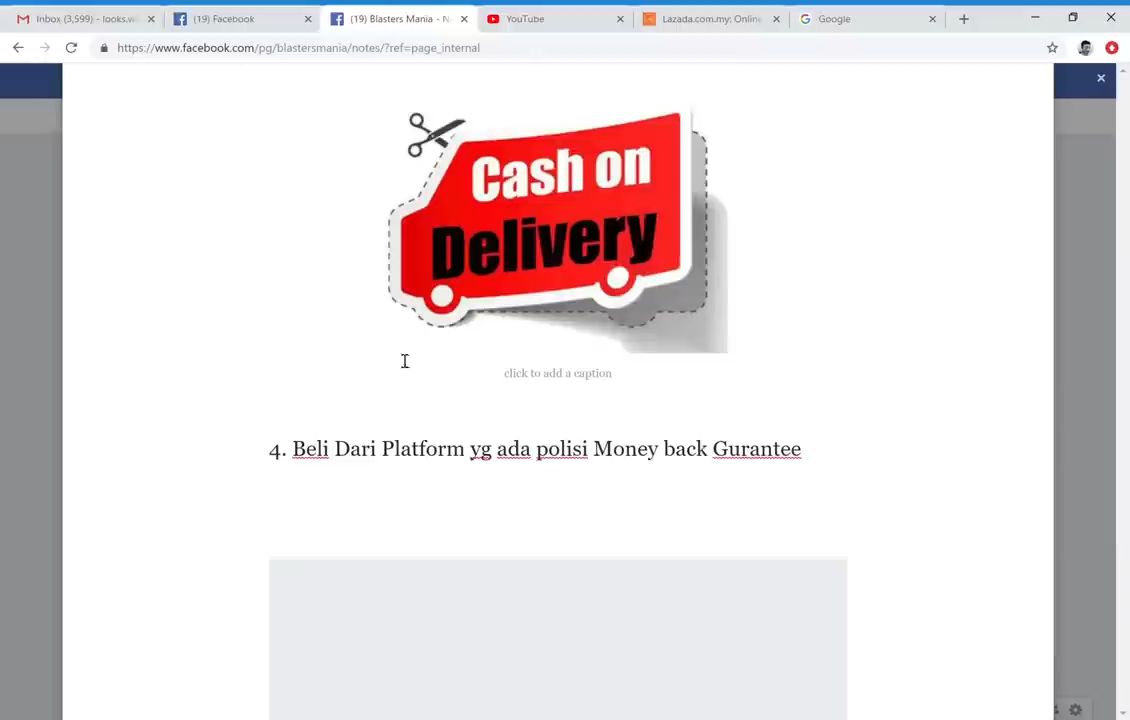 Inbox (3,599) - looks.w
(19) Facebook
(19) Blasters Mania - N
YouTube
Lazada.com.my: Online
Google
https://www.facebook.com/pg/blastersmania/notes/?ref=page_internal
Cash on
Delivery
click to add a caption
4. Beli Dari Platform yg ada polisi Money back Gurantee